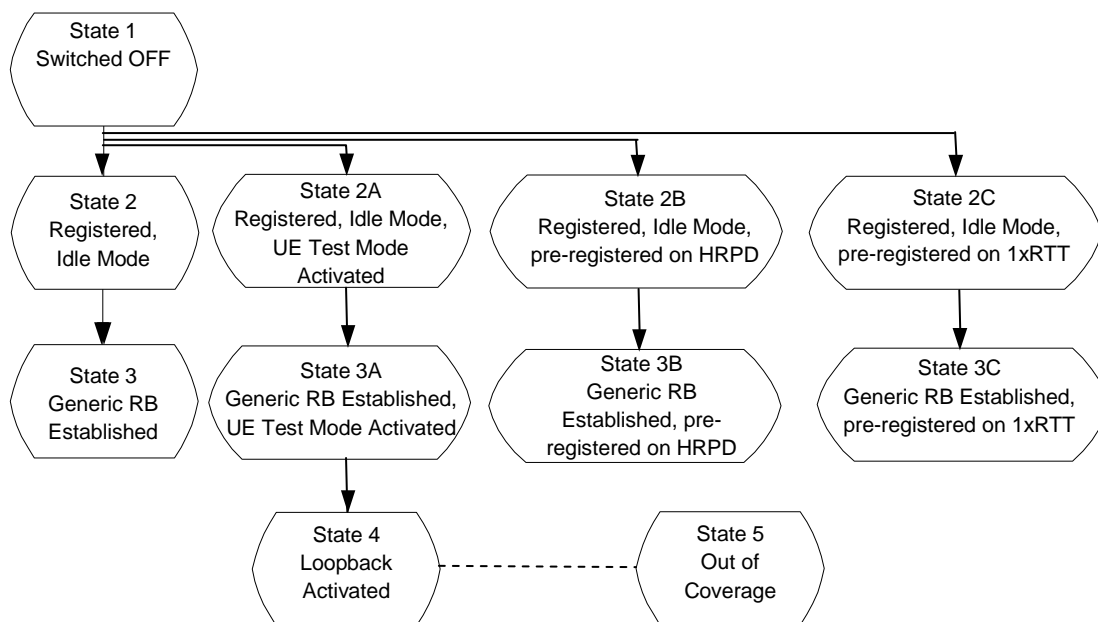 State 1
Switched OFF
State 2
Registered,
Idle Mode
State 2A
Registered, Idle Mode,
UE Test Mode
Activated
State 2B
Registered, Idle Mode,
pre-registered on HRPD
State 2C
Registered, Idle Mode,
pre-registered on 1xRTT
State 3
Generic RB
Established
State 3A
Generic RB Established,
UE Test Mode Activated
State 3B
Generic RB
Established, pre-
registered on HRPD
State 3C
Generic RB Established,
pre-registered on 1xRTT
State 4
Loopback
Activated
State 5
Out of
Coverage